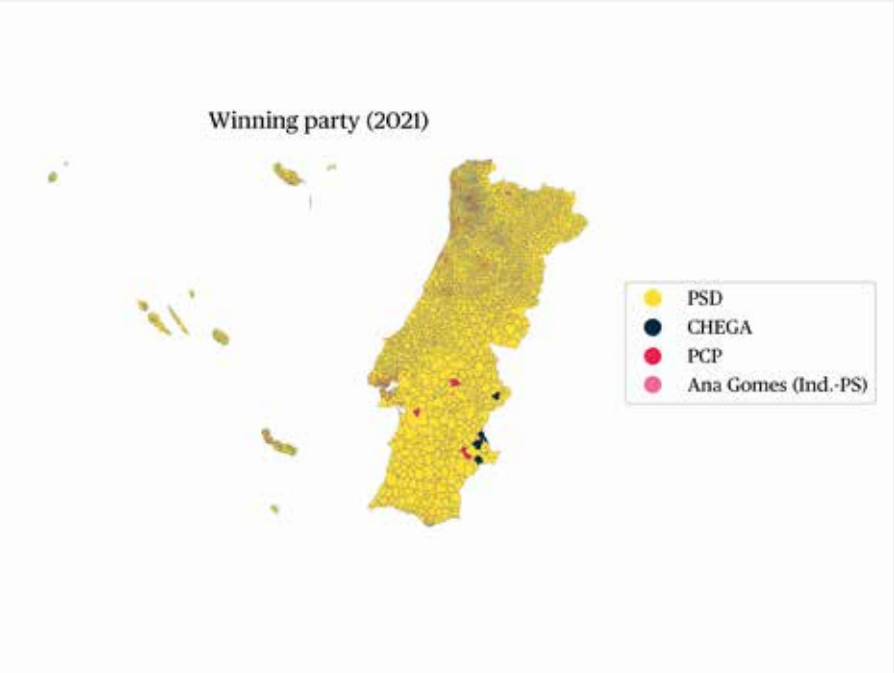 Winning party (2021)
PSD
CHEGA
PCP
Ana Gomes (Ind.-PS)